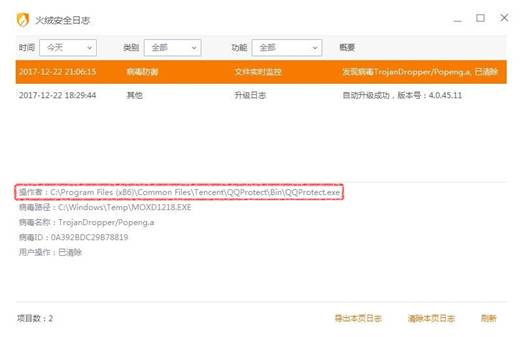 火绒安全日志
时间 今天 类别 全部 功能 全部 概要
2017-12-22 21:06:15 病毒防御 文件实时监控 发现病毒TrojanDropper/Popeng.a, 已清除
2017-12-22 18:29:44 其他 升级日志 自动升级成功，版本号：4.0.45.11
操作者：C:\Program Files (x86)\Common Files\Tencent\QQProtect\Bin\QQProtect.exe
病毒路径：C:\Windows\Temp\MOXD1218.EXE
病毒名称：TrojanDropper/Popeng.a
病毒ID：0A392BDC29B78819
用户操作：已清除
项目数：2 导出本页日志 清除本页日志 刷新